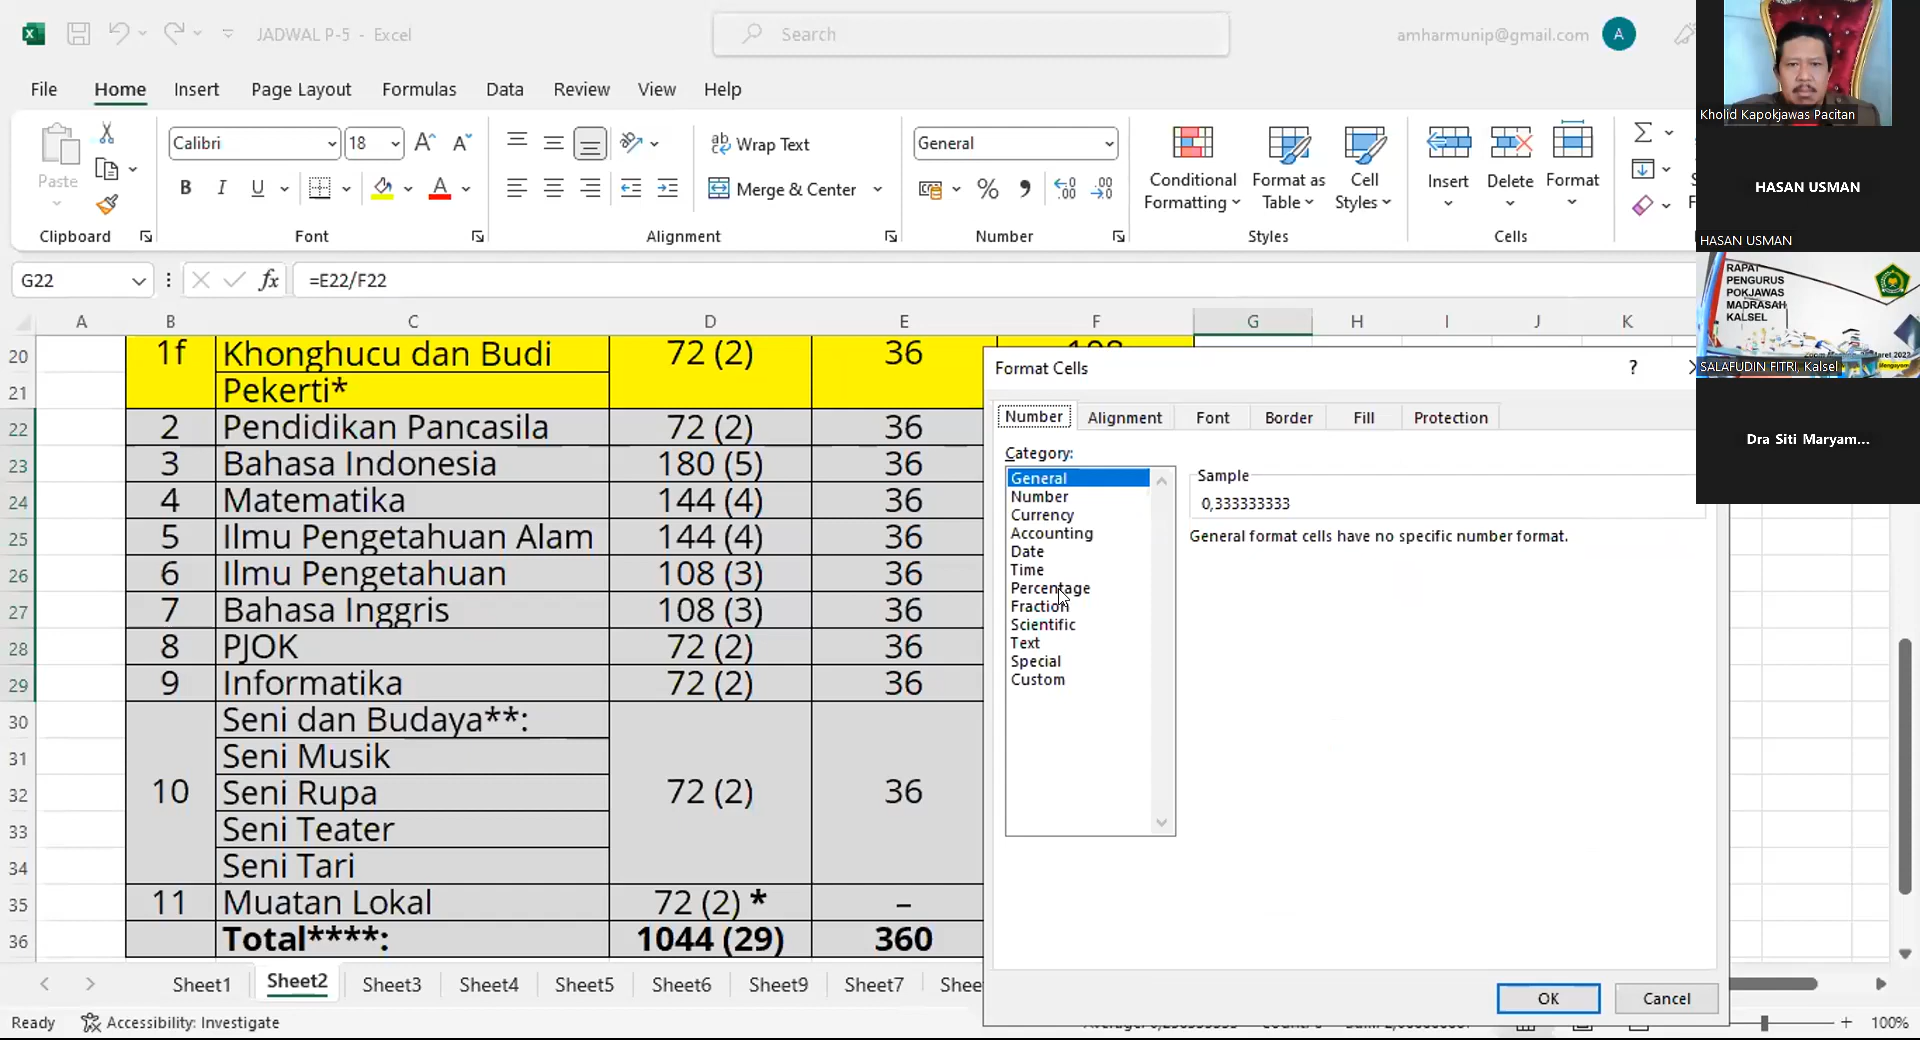 JADWAL P-5 - Excel
Search
amharmunip@gmail.com
A
File
Home
Insert
Page Layout
Formulas
Data
Review
View
Help
Paste
Clipboard
Calibri
18
B I U
Font
Wrap Text
Merge & Center
Alignment
General
%
Number
Conditional Formatting
Format as Table
Cell Styles
Styles
Insert
Delete
Format
Cells
G22
fx
=E22/F22
A B C D E F G H I J K
20 1f Khonghucu dan Budi 72 (2) 36 108
21 Pekerti*
22 2 Pendidikan Pancasila 72 (2) 36
23 3 Bahasa Indonesia 180 (5) 36
24 4 Matematika 144 (4) 36
25 5 Ilmu Pengetahuan Alam 144 (4) 36
26 6 Ilmu Pengetahuan 108 (3) 36
27 7 Bahasa Inggris 108 (3) 36
28 8 PJOK 72 (2) 36
29 9 Informatika 72 (2) 36
30 Seni dan Budaya**:
31 Seni Musik
32 10 Seni Rupa 72 (2) 36
33 Seni Teater
34 Seni Tari
35 11 Muatan Lokal 72 (2) * –
36 Total****: 1044 (29) 360
Format Cells
?
Number
Alignment
Font
Border
Fill
Protection
Category:
General
Number
Currency
Accounting
Date
Time
Percentage
Fraction
Scientific
Text
Special
Custom
Sample
0,333333333
General format cells have no specific number format.
OK
Cancel
Sheet1
Sheet2
Sheet3
Sheet4
Sheet5
Sheet6
Sheet9
Sheet7
Ready
Accessibility: Investigate
100%
Kholid Kapokjawas Pacitan
HASAN USMAN
HASAN USMAN
RAPAT
PENGURUS
POKJAWAS
MADRASAH
KALSEL
SALAFUDIN FITRI, Kalsel
Dra Siti Maryam...